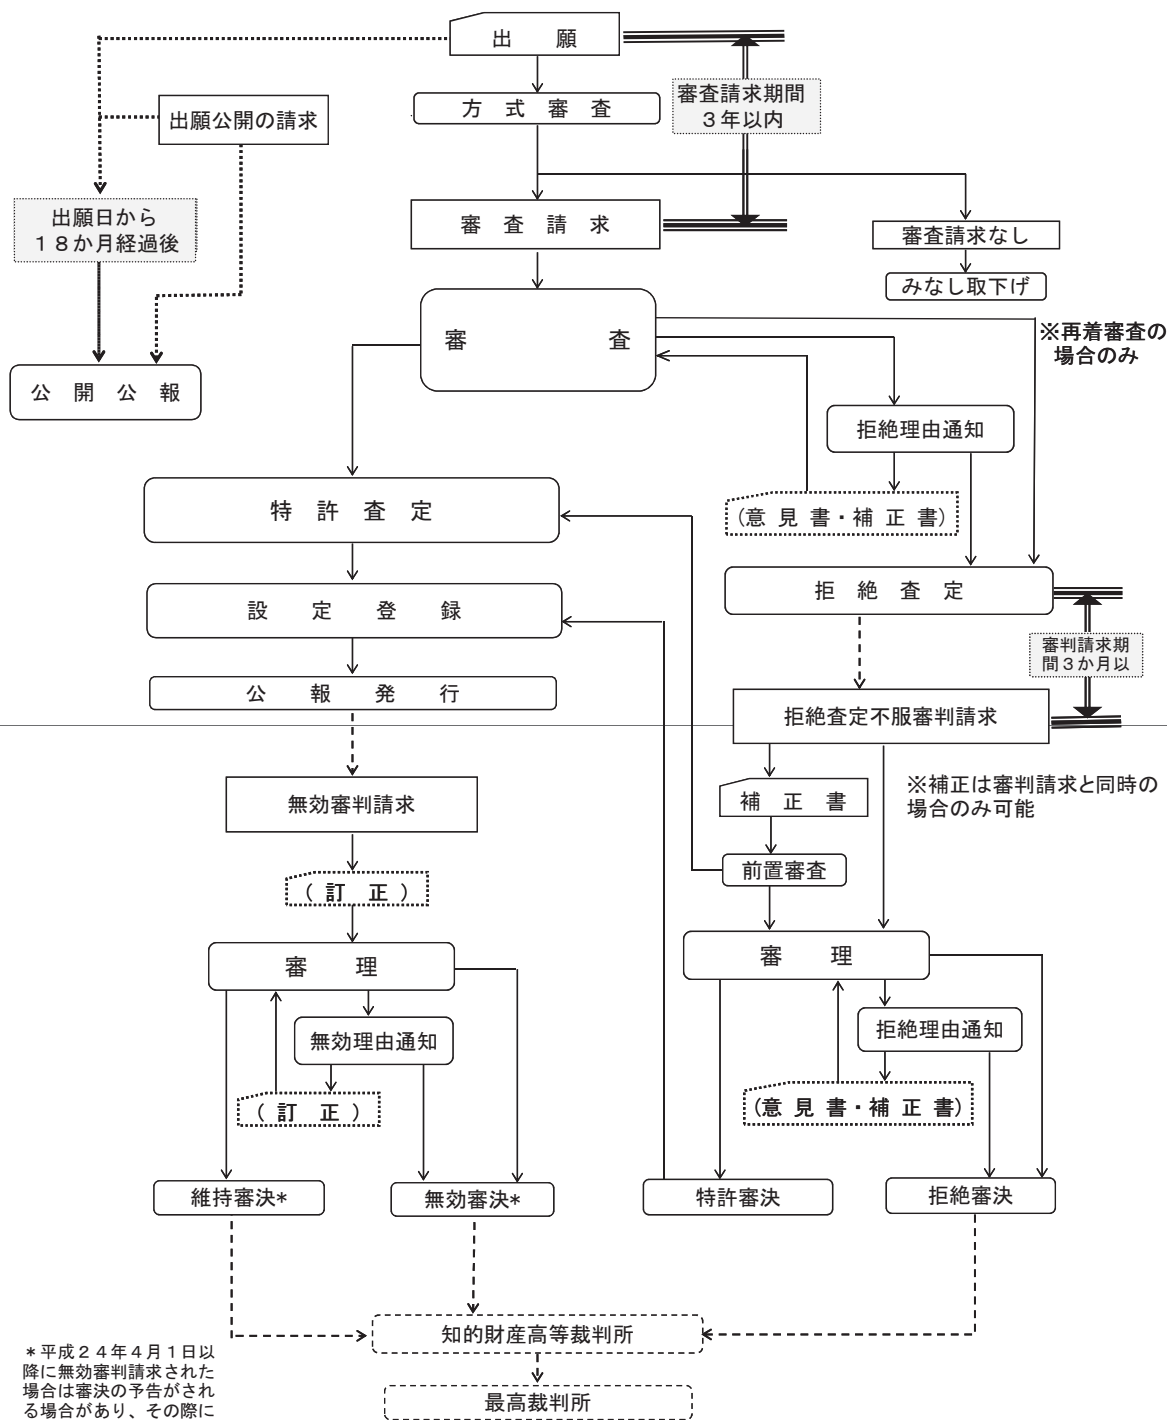 出　願
審査請求期間
３年以内
方　式　審　査
出願公開の請求
出願日から
１８か月経過後
審　査　請　求
審査請求なし
みなし取下げ
審　査
※再着審査の
場合のみ
公　開　公　報
拒絶理由通知
(意見書・補正書)
特　許　査　定
拒　絶　査　定
設　定　登　録
審判請求期
間３か月以
公　報　発　行
拒絶査定不服審判請求
無効審判請求
補　正　書
※補正は審判請求と同時の
場合のみ可能
前置審査
（訂　正）
審　理
審　理
無効理由通知
拒絶理由通知
（訂　正）
(意見書・補正書)
維持審決*
無効審決*
特許審決
拒絶審決
知的財産高等裁判所
最高裁判所
*平成２４年４月１日以
降に無効審判請求された
場合は審決の予告がされ
る場合があり、その際に